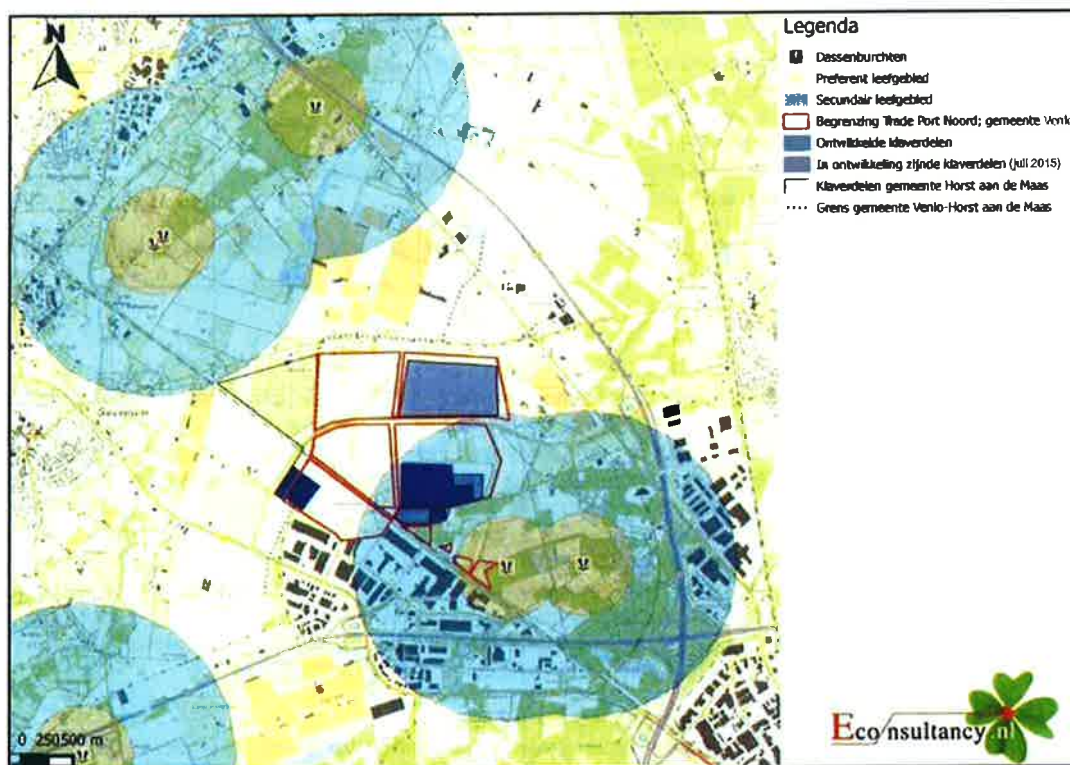 N
Legenda
Dassenburchten
Preferent leefgebied
Secundair leefgebied
Begrenzing Trade Port Noord; gemeente Venlo
Ontwikkelde klaverdelen
In ontwikkeling zijnde klaverdelen (juli 2015)
Klaverdelen gemeente Horst aan de Maas
Grens gemeente Venlo-Horst aan de Maas
0 250500 m
Econsultancy.nl